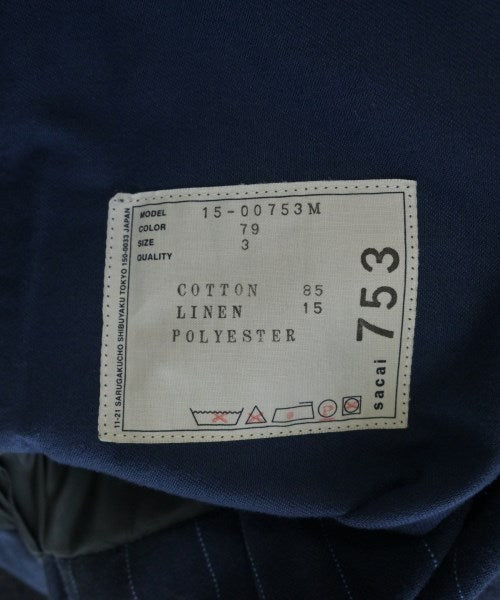 MODEL 15-00753M
COLOR 79
SIZE 3
QUALITY
COTTON 85
LINEN 15
POLYESTER
sacai 753
11-21 SARUGAKUCHO SHIBUYAKU TOKYO 150-0033 JAPAN
P